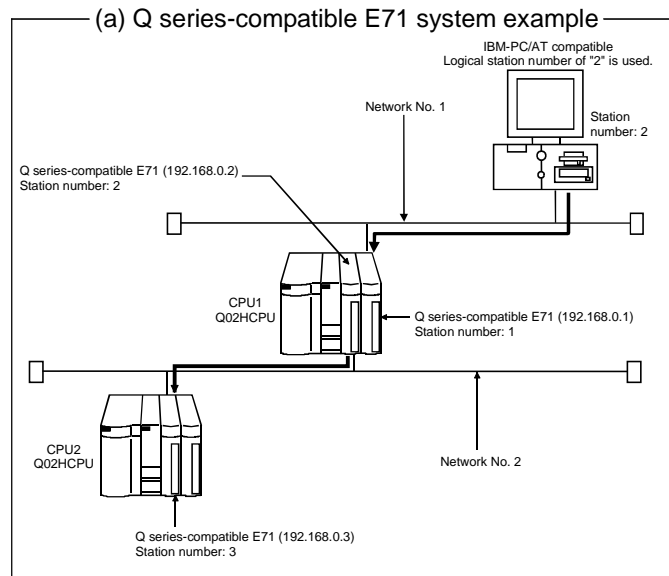 (a) Q series-compatible E71 system example
IBM-PC/AT compatible
Logical station number of "2" is used.
Network No. 1
Station
number: 2
Q series-compatible E71 (192.168.0.2)
Station number: 2
CPU1
Q02HCPU
Q series-compatible E71 (192.168.0.1)
Station number: 1
CPU2
Q02HCPU
Network No. 2
Q series-compatible E71 (192.168.0.3)
Station number: 3